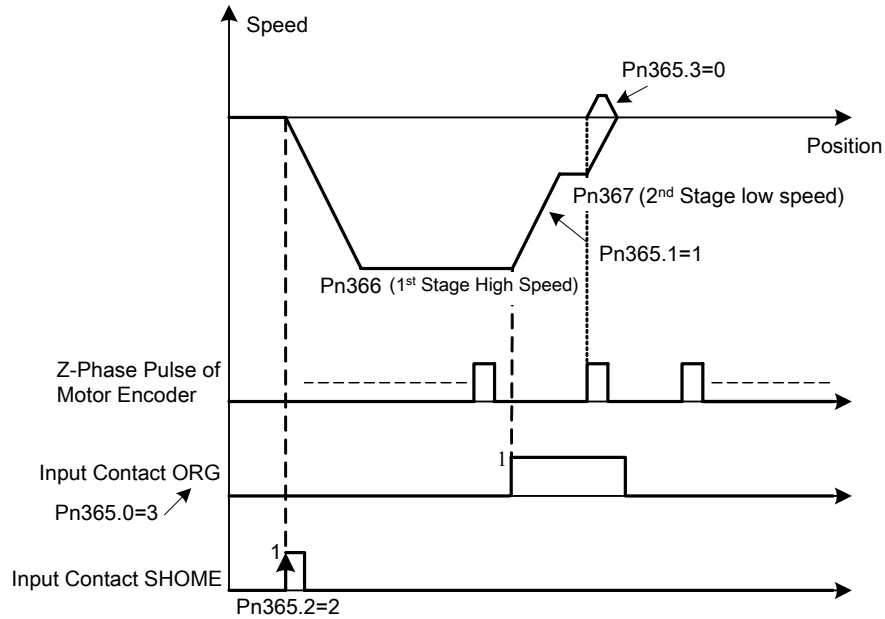 Speed
Pn365.3=0
Position
Pn367 (2nd Stage low speed)
Pn365.1=1
Pn366 (1st Stage High Speed)
Z-Phase Pulse of
Motor Encoder
1
Input Contact ORG
Pn365.0=3
1
Input Contact SHOME
Pn365.2=2